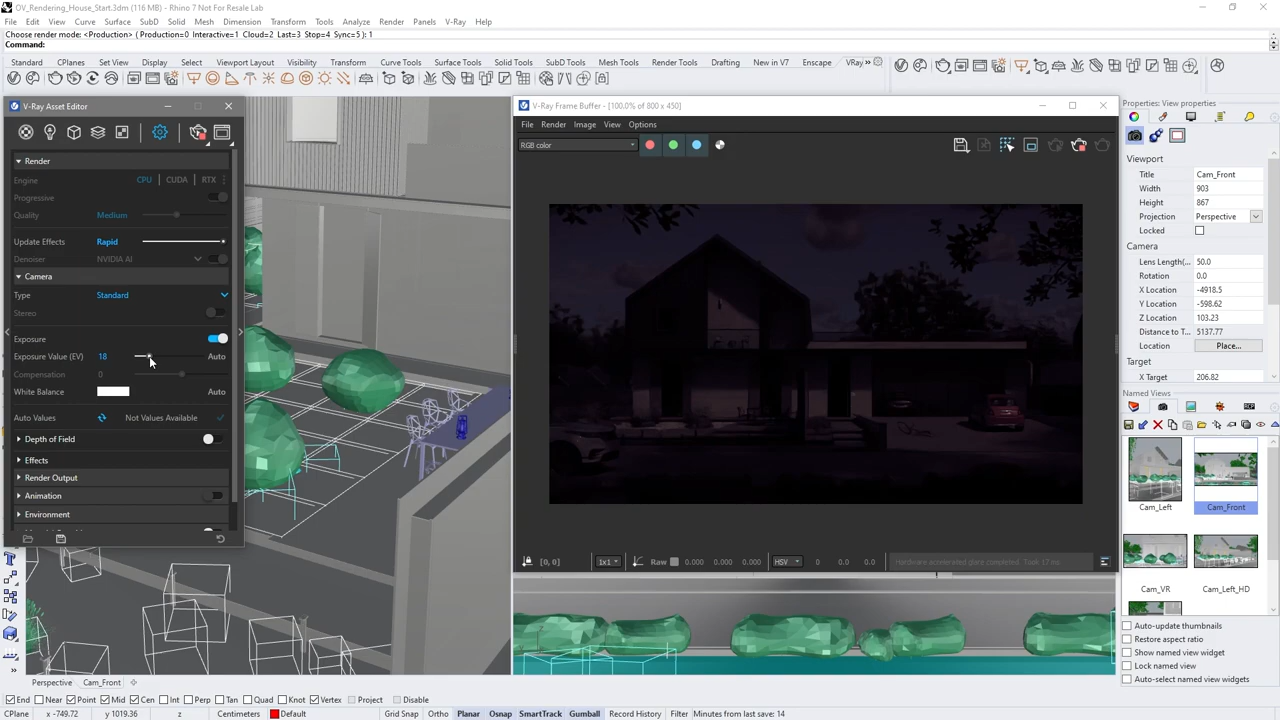 OV_Rendering_House_Start.3dm (116 MB) - Rhino 7 Not For Resale Lab
File Edit View Curve Surface SubD Solid Mesh Dimension Transform Tools Analyze Render Panels V-Ray Help
Choose render mode: <Production> ( Production=0 Interactive=1 Cloud=2 Last=3 Stop=4 Sync=5 ): 1
Command:
Standard CPlanes Set View Display Select Viewport Layout Visibility Transform Curve Tools Surface Tools Solid Tools SubD Tools Mesh Tools Render Tools Drafting New in V7 Enscape VRay »
V-Ray Asset Editor
Render
Engine CPU | CUDA | RTX
Progressive
Quality Medium
Update Effects Rapid
Denoiser NVIDIA AI
Camera
Type Standard
Stereo
Exposure
Exposure Value (EV) 18 Auto
Compensation 0
White Balance Auto
Auto Values Not Values Available
Depth of Field
Effects
Render Output
Animation
Environment
V-Ray Frame Buffer - [100.0% of 800 x 450]
File Render Image View Options
RGB color
[0, 0] 1x1 Raw 0.000 0.000 0.000 HSV 0 0.0 0.0 Hardware accelerated glare completed. Took 17 ms.
Properties: View properties
Viewport
Title Cam_Front
Width 903
Height 867
Projection Perspective
Locked
Camera
Lens Length(... 50.0
Rotation 0.0
X Location -4918.5
Y Location -598.62
Z Location 103.23
Distance to T... 5137.77
Location Place...
Target
X Target 206.82
Named Views
Cam_Left Cam_Front
Cam_VR Cam_Left_HD
Auto-update thumbnails
Restore aspect ratio
Show named view widget
Lock named view
Auto-select named view widgets
Perspective Cam_Front
End Near Point Mid Cen Int Perp Tan Quad Knot Vertex Project Disable
CPlane x -749.72 y 1019.36 z Centimeters Default Grid Snap Ortho Planar Osnap SmartTrack Gumball Record History Filter Minutes from last save: 14